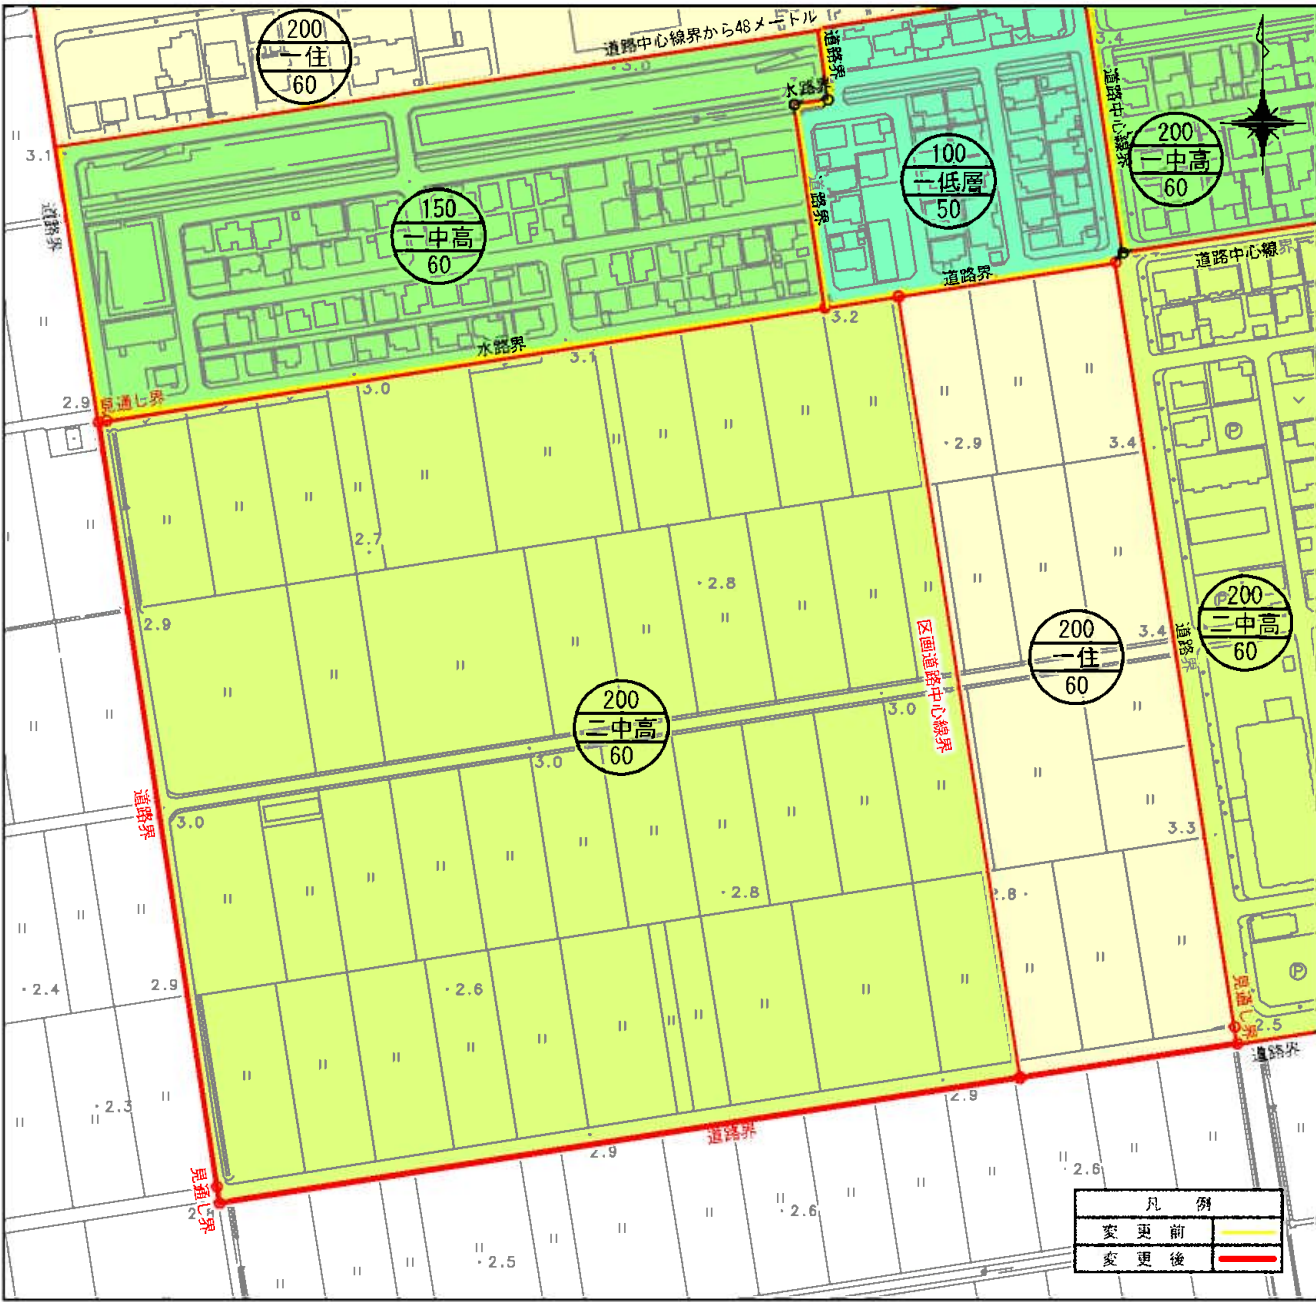 200
一住
60
道路中心線界から48メートル
3.0
道路界
水路界
3.4
道路中心線界
200
一中高
60
100
一低層
50
3.1
道路界
150
一中高
60
道路界
道路中心線界
道路界
3.2
水路界
3.1
3.0
2.9
見通し界
2.9
3.4
2.7
2.8
2.9
200
二中高
60
区画道路中心線界
200
一住
60
3.4
道路界
3.0
200
二中高
60
3.0
道路界
3.0
3.3
2.8
2.8
2.4
2.9
2.6
見通し界
2.5
道路界
2.3
2.9
道路界
2.9
見通し界
2.6
2.6
2.5
凡例
変更前
変更後
P
P